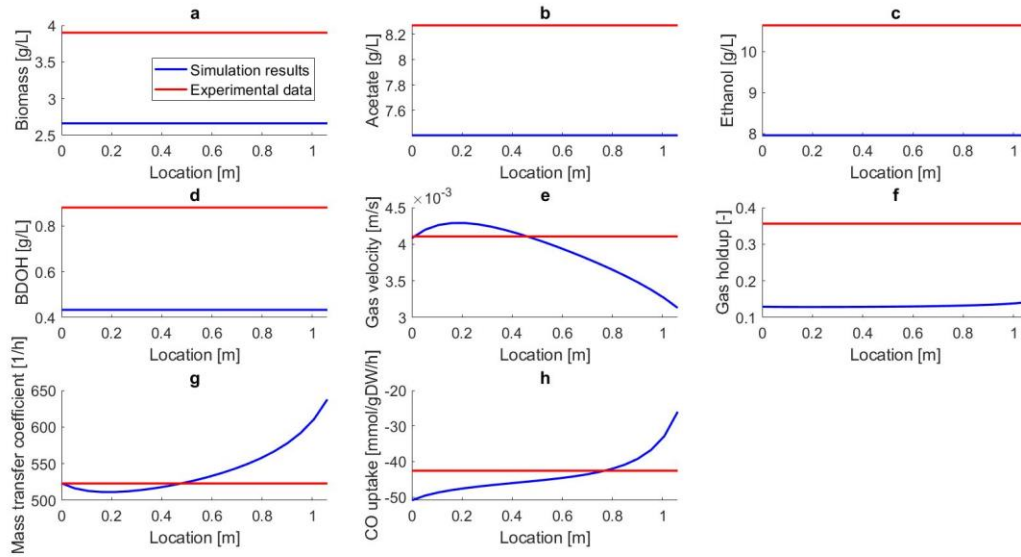 a
Biomass [g/L]
4
3.5
3
2.5
0 0.2 0.4 0.6 0.8 1
Location [m]
Simulation results
Experimental data
b
Acetate [g/L]
8.2
8
7.8
7.6
0 0.2 0.4 0.6 0.8 1
Location [m]
c
Ethanol [g/L]
10
9
8
0 0.2 0.4 0.6 0.8 1
Location [m]
d
BDOH [g/L]
0.8
0.6
0.4
0 0.2 0.4 0.6 0.8 1
Location [m]
e
× 10⁻³
Gas velocity [m/s]
4.5
4
3.5
3
0 0.2 0.4 0.6 0.8 1
Location [m]
f
Gas holdup [-]
0.4
0.3
0.2
0.1
0 0.2 0.4 0.6 0.8 1
Location [m]
g
Mass transfer coefficient [1/h]
650
600
550
500
0 0.2 0.4 0.6 0.8 1
Location [m]
h
CO uptake [mmol/gDW/h]
-20
-30
-40
-50
0 0.2 0.4 0.6 0.8 1
Location [m]